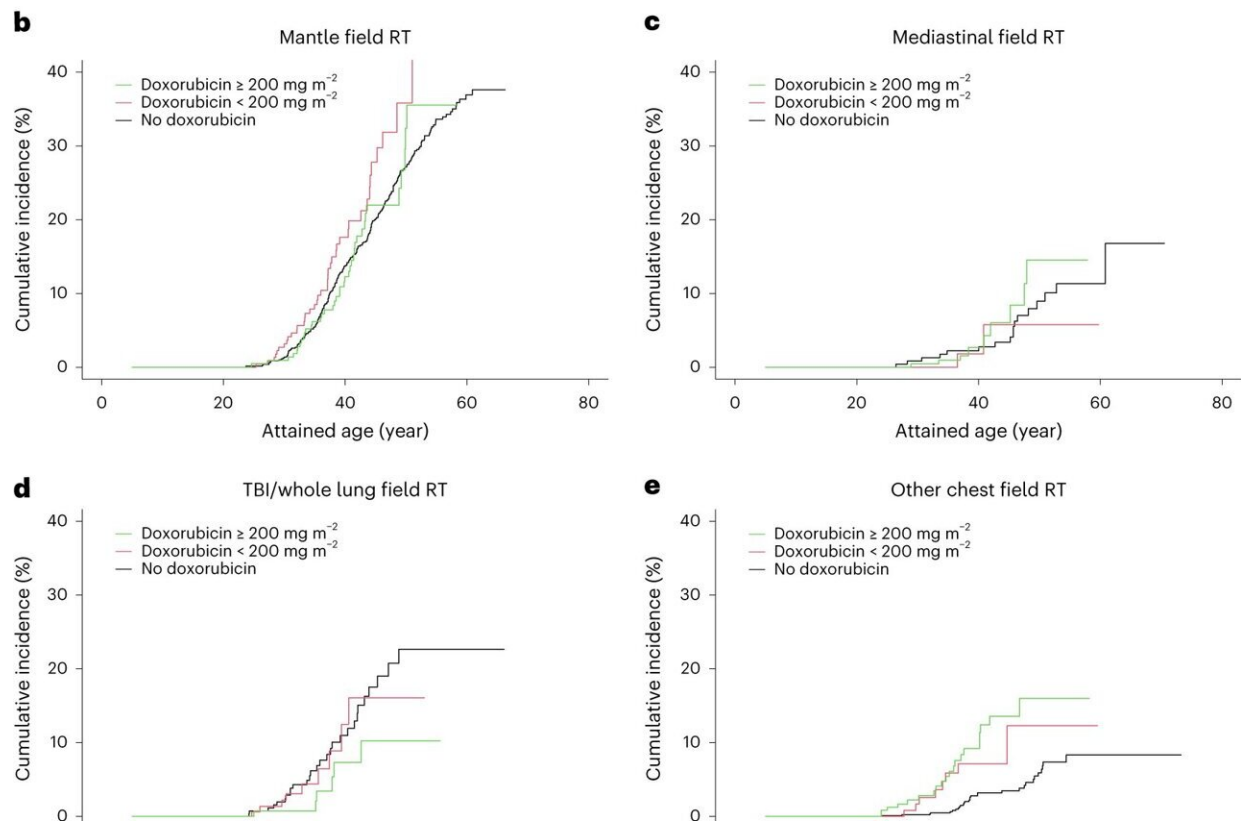 b
Mantle field RT
Cumulative incidence (%)
40
30
20
10
0
Doxorubicin ≥ 200 mg m⁻²
Doxorubicin < 200 mg m⁻²
No doxorubicin
0 20 40 60 80
Attained age (year)
c
Mediastinal field RT
Cumulative incidence (%)
40
30
20
10
0
Doxorubicin ≥ 200 mg m⁻²
Doxorubicin < 200 mg m⁻²
No doxorubicin
0 20 40 60 80
Attained age (year)
d
TBI/whole lung field RT
Cumulative incidence (%)
40
30
20
10
0
Doxorubicin ≥ 200 mg m⁻²
Doxorubicin < 200 mg m⁻²
No doxorubicin
e
Other chest field RT
Cumulative incidence (%)
40
30
20
10
0
Doxorubicin ≥ 200 mg m⁻²
Doxorubicin < 200 mg m⁻²
No doxorubicin